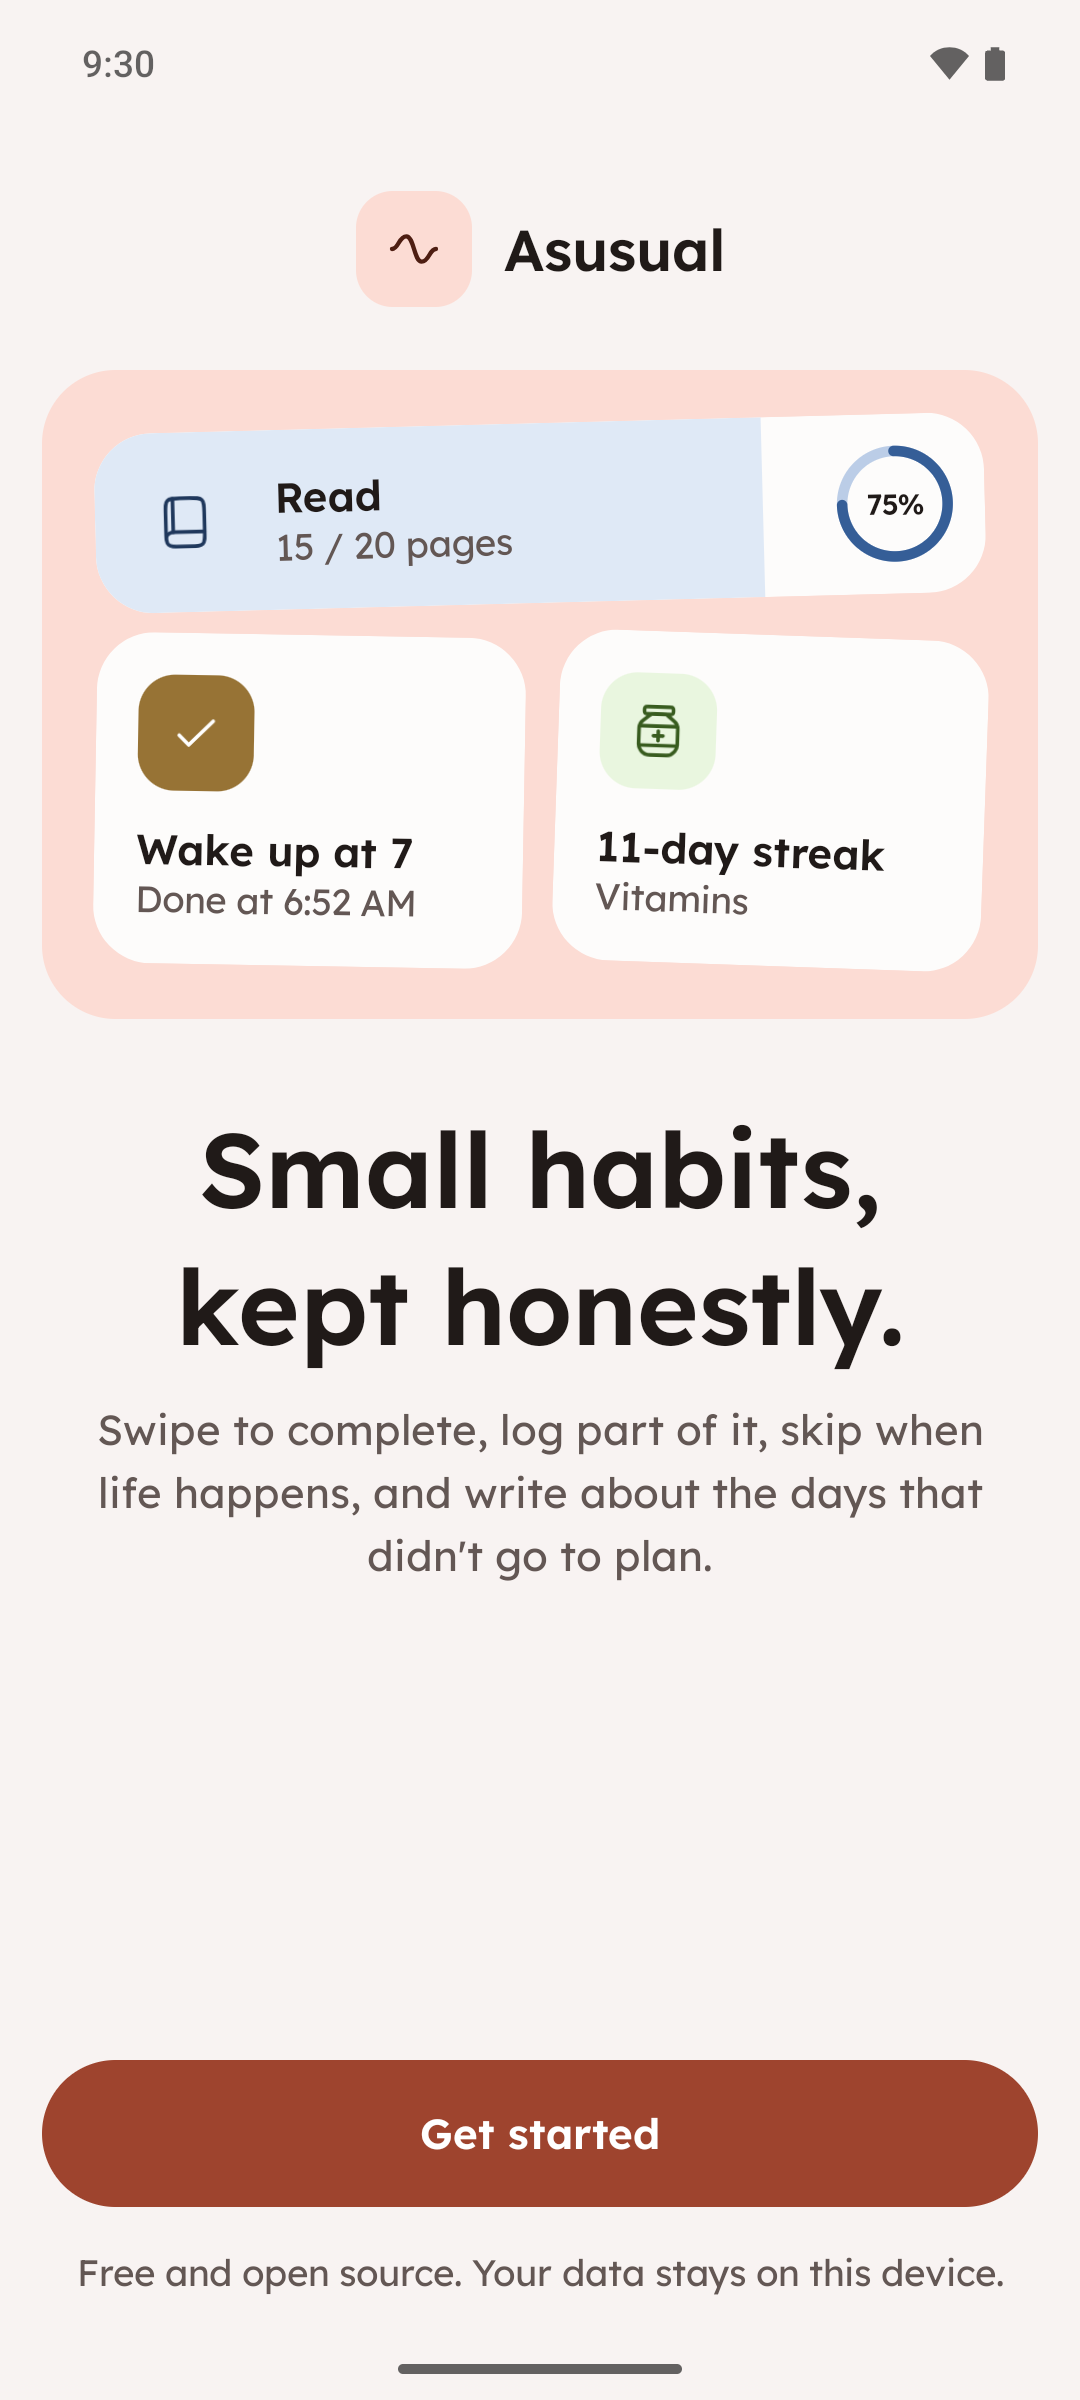 9:30
Asusual
Read
15 / 20 pages
75%
Wake up at 7
Done at 6:52 AM
11-day streak
Vitamins
Small habits,
kept honestly.
Swipe to complete, log part of it, skip when
life happens, and write about the days that
didn't go to plan.
Get started
Free and open source. Your data stays on this device.